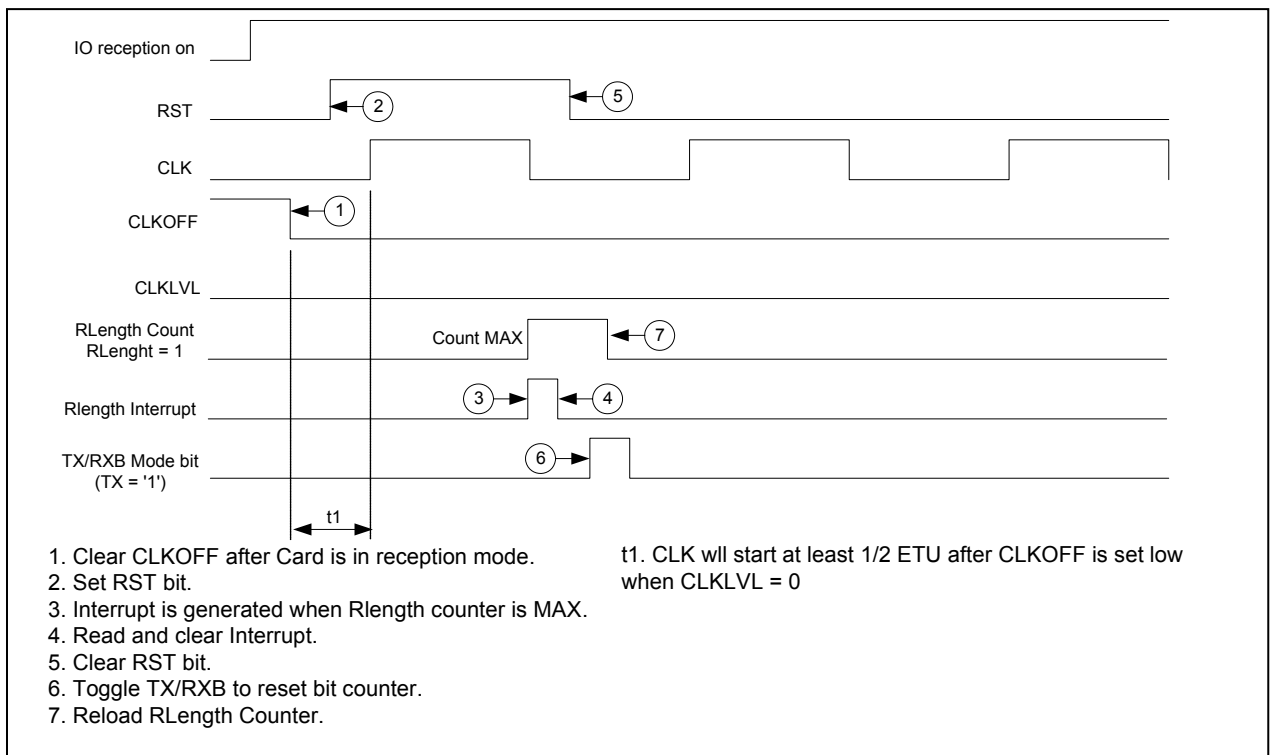 IO reception on
RST
2
5
CLK
CLKOFF
1
CLKLVL
RLength Count
RLenght = 1
Count MAX
7
Rlength Interrupt
3
4
TX/RXB Mode bit
(TX = '1')
6
t1
1. Clear CLKOFF after Card is in reception mode.
2. Set RST bit.
3. Interrupt is generated when Rlength counter is MAX.
4. Read and clear Interrupt.
5. Clear RST bit.
6. Toggle TX/RXB to reset bit counter.
7. Reload RLength Counter.
t1. CLK wll start at least 1/2 ETU after CLKOFF is set low
when CLKLVL = 0